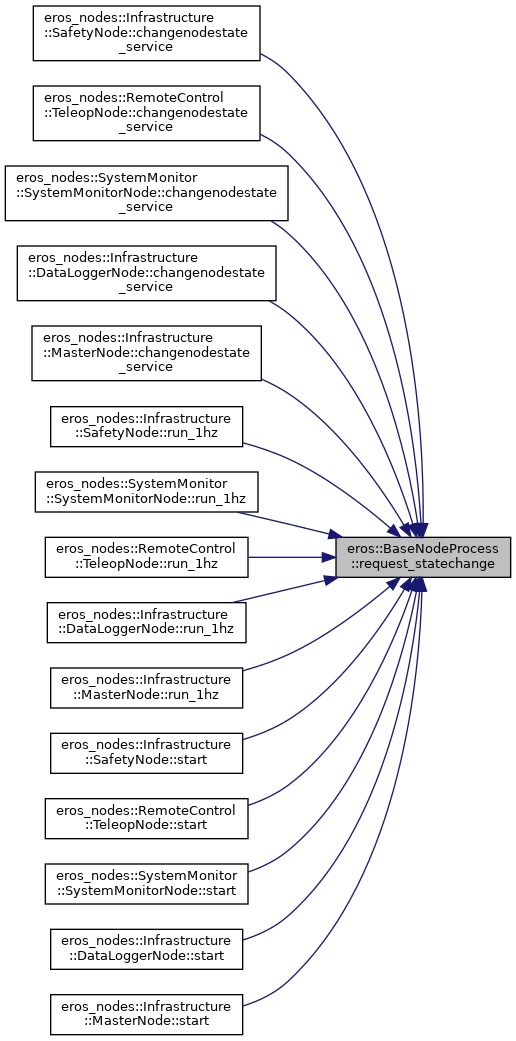 eros_nodes::Infrastructure
::SafetyNode::changenodestate
_service
eros_nodes::RemoteControl
::TeleopNode::changenodestate
_service
eros_nodes::SystemMonitor
::SystemMonitorNode::changenodestate
_service
eros_nodes::Infrastructure
::DataLoggerNode::changenodestate
_service
eros_nodes::Infrastructure
::MasterNode::changenodestate
_service
eros_nodes::Infrastructure
::SafetyNode::run_1hz
eros_nodes::SystemMonitor
::SystemMonitorNode::run_1hz
eros_nodes::RemoteControl
::TeleopNode::run_1hz
eros_nodes::Infrastructure
::DataLoggerNode::run_1hz
eros_nodes::Infrastructure
::MasterNode::run_1hz
eros_nodes::Infrastructure
::SafetyNode::start
eros_nodes::RemoteControl
::TeleopNode::start
eros_nodes::SystemMonitor
::SystemMonitorNode::start
eros_nodes::Infrastructure
::DataLoggerNode::start
eros_nodes::Infrastructure
::MasterNode::start
eros::BaseNodeProcess
::request_statechange